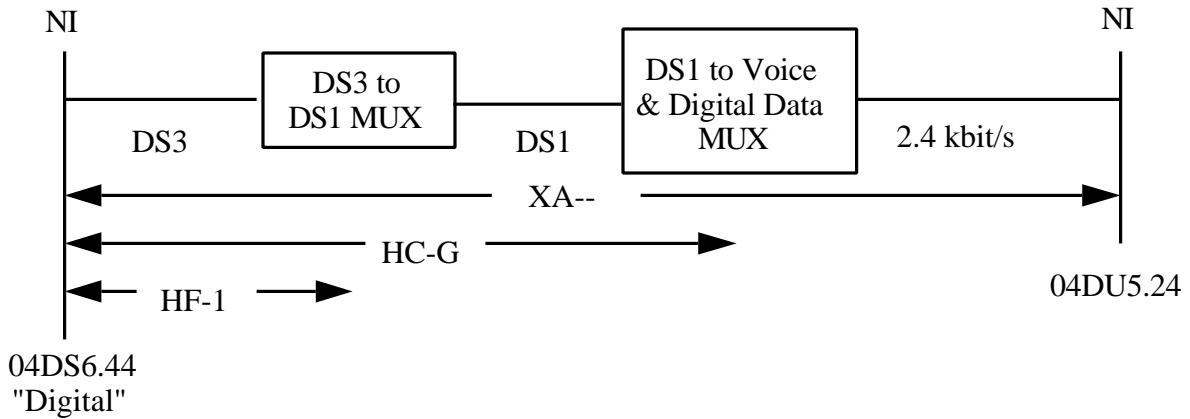 NI
NI
DS3 to
DS1 MUX
DS1 to Voice
& Digital Data
MUX
DS3
DS1
2.4 kbit/s
XA--
HC-G
HF-1
04DU5.24
04DS6.44
"Digital"